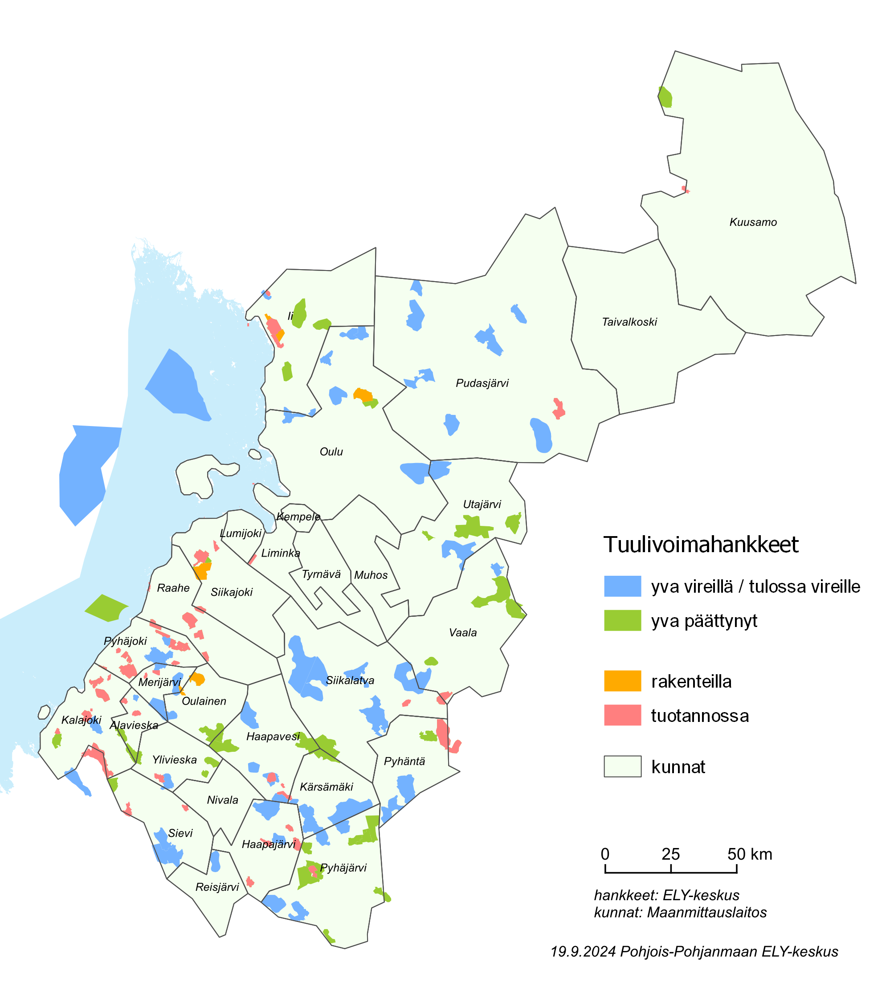 Kuusamo
Ii
Taivalkoski
Pudasjärvi
Oulu
Utajärvi
Kempele
Lumijoki
Liminka
Tyrnävä
Muhos
Raahe
Siikajoki
Vaala
Pyhäjoki
Siikalatva
Merijärvi
Oulainen
Kalajoki
Alavieska
Haapavesi
Ylivieska
Pyhäntä
Kärsämäki
Nivala
Sievi
Haapajärvi
Pyhäjärvi
Reisjärvi
Tuulivoimahankkeet
yva vireillä / tulossa vireille
yva päättynyt
rakenteilla
tuotannossa
kunnat
0 25 50 km
hankkeet: ELY-keskus
kunnat: Maanmittauslaitos
19.9.2024 Pohjois-Pohjanmaan ELY-keskus